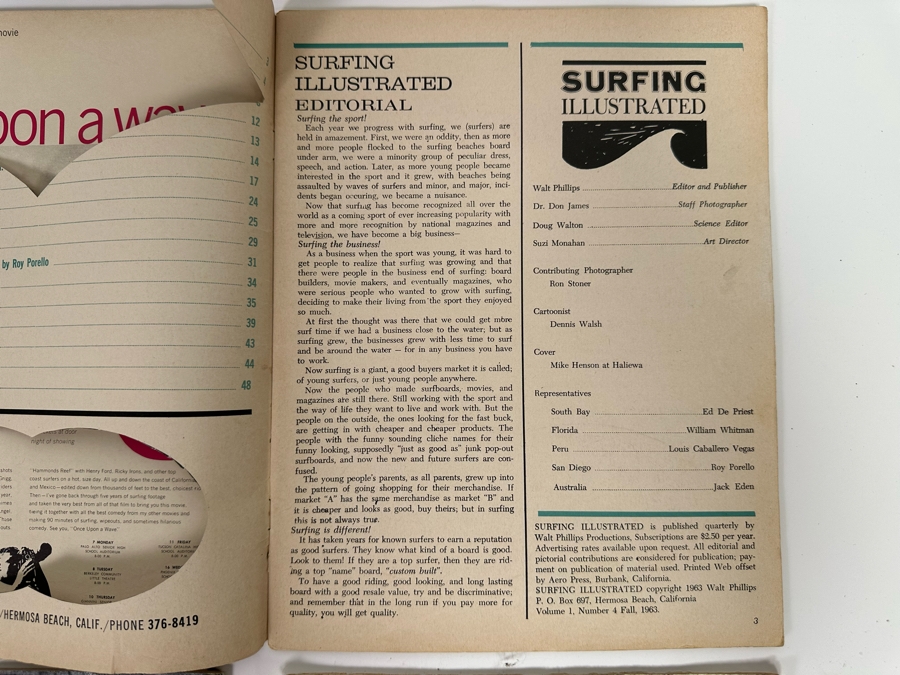 movie
oon a wav
12
13
14
17
24
25
29
by Roy Porello 31
34
35
39
43
44
48
night of showing
"Hammonds Reef" with Henry Ford, Ricky Irons, and other top
coast surfers on a hot, size day. All up and down the coast of California
and Mexico—edited down from thousands of feet to the best,
Then—I've gone back through five years of surfing footage
and taken the very best from all of that to bring you this movie.
tieing it together with all the best comedy from my other movies and
making 90 minutes of surfing, wipeouts, and sometimes hilarious
comedy. See you, "Once Upon a Wave."
7 MONDAY
8 TUESDAY
10 THURSDAY
11 FRIDAY
/HERMOSA BEACH, CALIF./PHONE 376-8419
SURFING
ILLUSTRATED
EDITORIAL
Surfing the sport!
Each year we progress with surfing, we (surfers) are
held in amazement. First, we were an oddity, then as more
and more people flocked to the surfing beaches board
under arm, we were a minority group of peculiar dress,
speech, and action. Later, as more young people became
interested in the sport and it grew, with beaches being
assaulted by waves of surfers and minor, and major, inci-
dents began occuring, we became a nuisance.
Now that surfing has become recognized all over the
world as a coming sport of ever increasing popularity with
more and more recognition by national magazines and
television, we have become a big business—
Surfing the business!
As a business when the sport was young, it was hard to
get people to realize that surfing was growing and that
there were people in the business end of surfing: board
builders, movie makers, and eventually magazines, who
were serious people who wanted to grow with surfing,
deciding to make their living from the sport they enjoyed
so much.
At first the thought was there that we could get more
surf time if we had a business close to the water; but as
surfing grew, the businesses grew with less time to surf
and be around the water — for in any business you have
to work.
Now surfing is a giant, a good buyers market it is called;
of young surfers, or just young people anywhere.
Now the people who made surfboards, movies, and
magazines are still there. Still working with the sport and
the way of life they want to live and work with. But the
people on the outside, the ones looking for the fast buck,
are getting in with cheaper and cheaper products. The
people with the funny sounding cliche names for their
funny looking, supposedly "just as good as" junk pop-out
surfboards, and now the new and future surfers are con-
fused.
The young people's parents, as all parents, grew up into
the pattern of going shopping for their merchandise. If
market "A" has the same merchandise as market "B" and
it is cheaper and looks as good, buy theirs; but in surfing
this is not always true.
Surfing is different!
It has taken years for known surfers to earn a reputation
as good surfers. They know what kind of a board is good.
Look to them! If they are a top surfer, then they are rid-
ing a top "name" board, "custom built".
To have a good riding, good looking, and long lasting
board with a good resale value, try and be discriminative;
and remember that in the long run if you pay more for
quality, you will get quality.
SURFING
ILLUSTRATED
Walt Phillips Editor and Publisher
Dr. Don James Staff Photographer
Doug Walton Science Editor
Suzi Monahan Art Director
Contributing Photographer
Ron Stoner
Cartoonist
Dennis Walsh
Cover
Mike Henson at Haliewa
Representatives
South Bay Ed De Priest
Florida William Whitman
Peru Louis Caballero Vegas
San Diego Roy Porello
Australia Jack Eden
SURFING ILLUSTRATED is published quarterly by
Walt Phillips Productions, Subscriptions are $2.50 per year.
Advertising rates available upon request. All editorial and
pictorial contributions are considered for publication; pay-
ment on publication of material used. Printed Web offset
by Aero Press, Burbank, California.
SURFING ILLUSTRATED copyright 1963 Walt Phillips
P. O. Box 697, Hermosa Beach, California
Volume 1, Number 4 Fall, 1963.
3